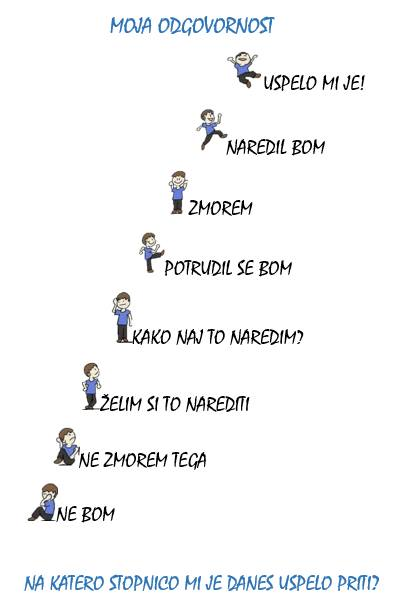 MOJA ODGOVORNOST
USPELO MI JE!
NAREDIL BOM
ZMOREM
POTRUDIL SE BOM
KAKO NAJ TO NAREDIM?
ŽELIM SI TO NAREDITI
NE ZMOREM TEGA
NE BOM
NA KATERO STOPNICO MI JE DANES USPELO PRITI?